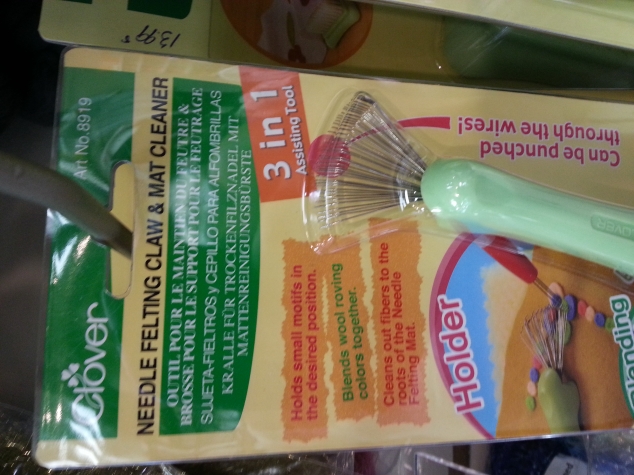 Clover
Art No.8919
NEEDLE FELTING CLAW & MAT CLEANER
OUTIL POUR LE MAINTIEN DU FEUTRE &
BROSSE POUR LE SUPPORT POUR LE FEUTRAGE
SUJETA-FIELTROS / CEPILLO PARA ALFOMBRILLAS
KRALLE FÜR TROCKENFILZNADEL MIT
MATTENREINIGUNGSBÜRSTE
3 in 1
Assisting Tool
Holds small motifs in
the desired position.
Blends wool roving
colors together.
Cleans out fibers to the
roots of the Needle
Felting Mat.
Can be punched
through the wires!
Holder
CLOVER
13.99